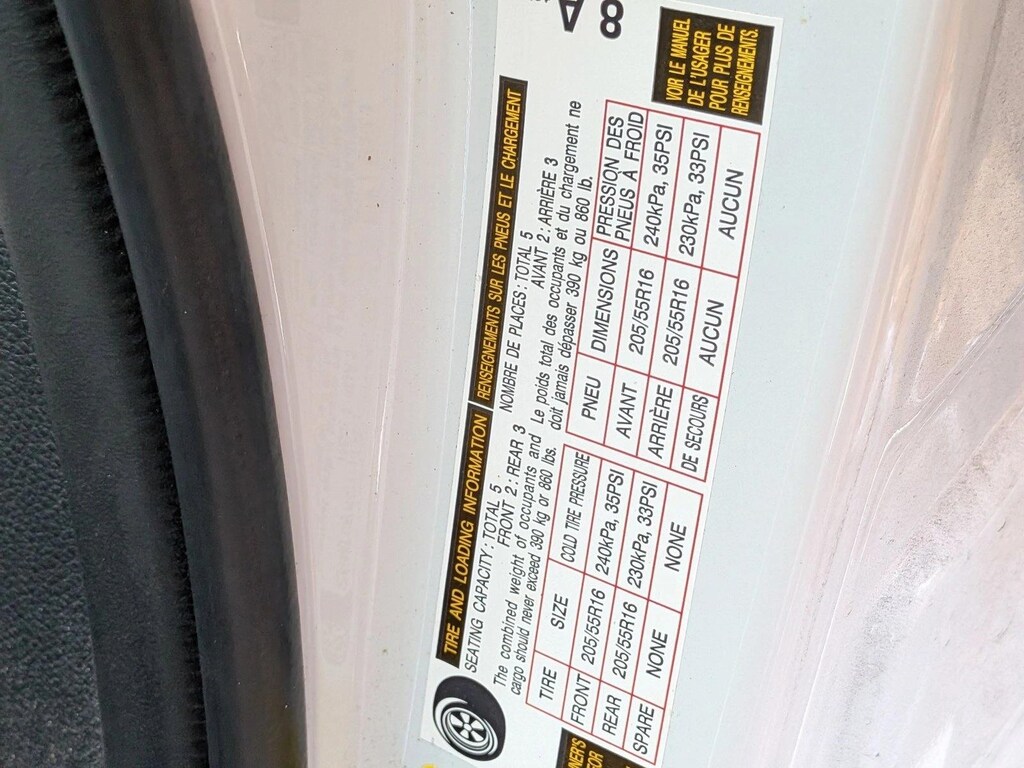 TIRE AND LOADING INFORMATION
RENSEIGNEMENTS SUR LES PNEUS ET LE CHARGEMENT
SEATING CAPACITY : TOTAL 5
FRONT 2 : REAR 3
The combined weight of occupants and
cargo should never exceed 390 kg or 860 lbs.
NOMBRE DE PLACES : TOTAL 5
AVANT 2 : ARRIÈRE 3
Le poids total des occupants et du chargement ne
doit jamais dépasser 390 kg ou 860 lb.
TIRE SIZE COLD TIRE PRESSURE
FRONT 205/55R16 240kPa, 35PSI
REAR 205/55R16 230kPa, 33PSI
SPARE NONE NONE
PNEU DIMENSIONS PRESSION DES
PNEUS À FROID
AVANT 205/55R16 240kPa, 35PSI
ARRIÈRE 205/55R16 230kPa, 33PSI
DE SECOURS AUCUN AUCUN
VOIR LE MANUEL
DE L'USAGER
POUR PLUS DE
RENSEIGNEMENTS.
8
A